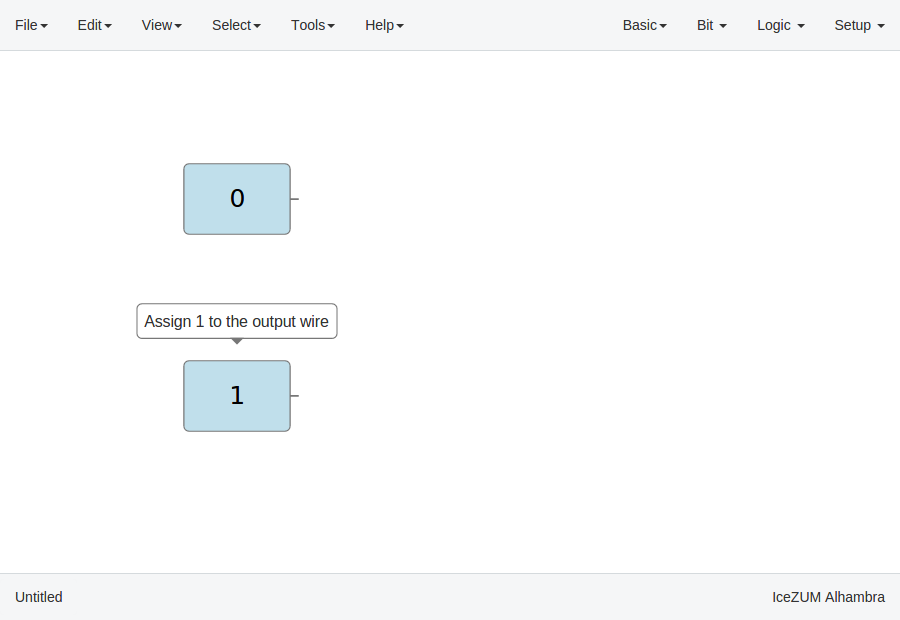 File Edit View Select Tools Help Basic Bit Logic Setup
0
Assign 1 to the output wire
1
Untitled IceZUM Alhambra